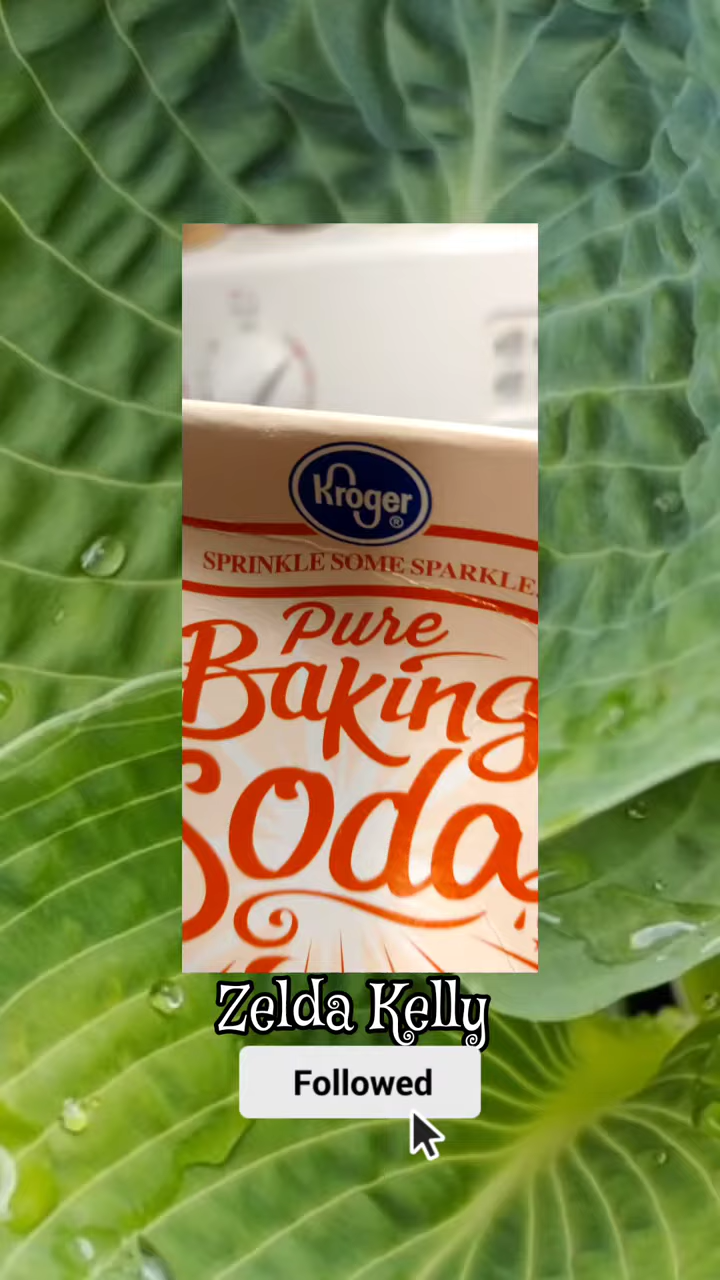 Kroger®
SPRINKLE SOME SPARKLE
Pure
Baking
Soda
Zelda Kelly
Followed